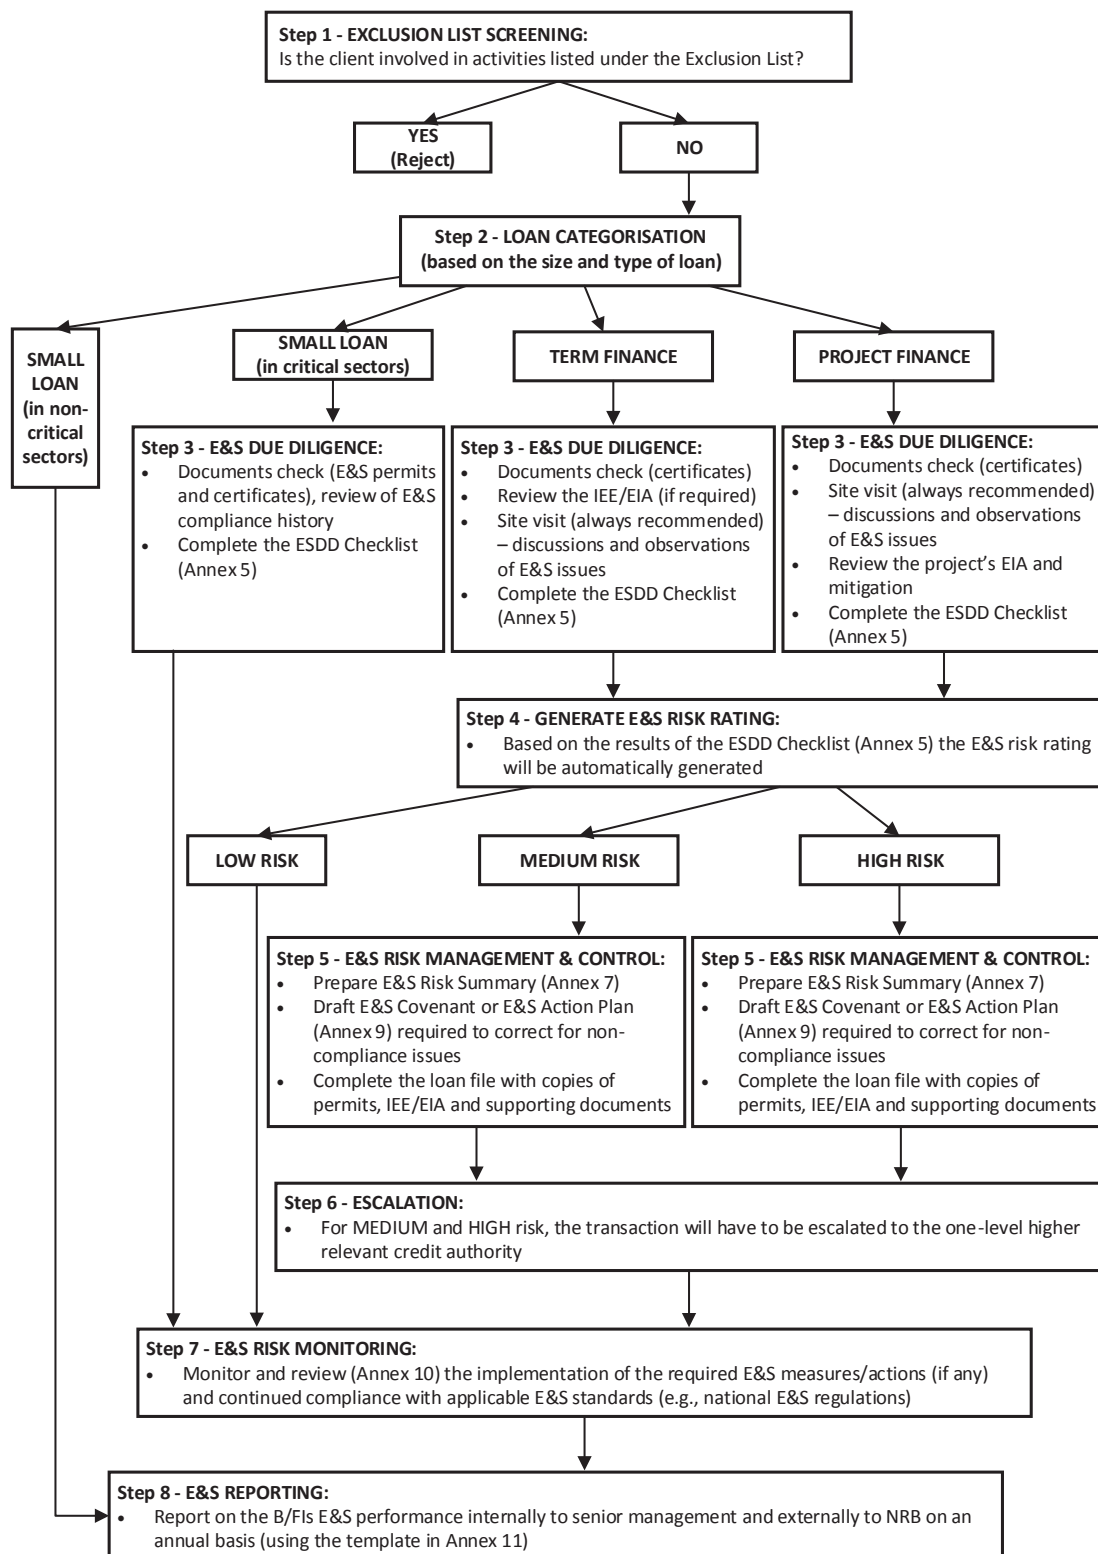 Step 1 - EXCLUSION LIST SCREENING:
Is the client involved in activities listed under the Exclusion List?
YES
(Reject)
NO
Step 2 - LOAN CATEGORISATION
(based on the size and type of loan)
SMALL
LOAN
(in non-
critical
sectors)
SMALL LOAN
(in critical sectors)
TERM FINANCE
PROJECT FINANCE
Step 3 - E&S DUE DILIGENCE:
• Documents check (E&S permits
and certificates), review of E&S
compliance history
• Complete the ESDD Checklist
(Annex 5)
Step 3 - E&S DUE DILIGENCE:
• Documents check (certificates)
• Review the IEE/EIA (if required)
• Site visit (always recommended)
– discussions and observations
of E&S issues
• Complete the ESDD Checklist
(Annex 5)
Step 3 - E&S DUE DILIGENCE:
• Documents check (certificates)
• Site visit (always recommended)
– discussions and observations
of E&S issues
• Review the project's EIA and
mitigation
• Complete the ESDD Checklist
(Annex 5)
Step 4 - GENERATE E&S RISK RATING:
• Based on the results of the ESDD Checklist (Annex 5) the E&S risk rating
will be automatically generated
LOW RISK
MEDIUM RISK
HIGH RISK
Step 5 - E&S RISK MANAGEMENT & CONTROL:
• Prepare E&S Risk Summary (Annex 7)
• Draft E&S Covenant or E&S Action Plan
(Annex 9) required to correct for non-
compliance issues
• Complete the loan file with copies of
permits, IEE/EIA and supporting documents
Step 5 - E&S RISK MANAGEMENT & CONTROL:
• Prepare E&S Risk Summary (Annex 7)
• Draft E&S Covenant or E&S Action Plan
(Annex 9) required to correct for non-
compliance issues
• Complete the loan file with copies of
permits, IEE/EIA and supporting documents
Step 6 - ESCALATION:
• For MEDIUM and HIGH risk, the transaction will have to be escalated to the one-level higher
relevant credit authority
Step 7 - E&S RISK MONITORING:
• Monitor and review (Annex 10) the implementation of the required E&S measures/actions (if any)
and continued compliance with applicable E&S standards (e.g., national E&S regulations)
Step 8 - E&S REPORTING:
• Report on the B/FIs E&S performance internally to senior management and externally to NRB on an
annual basis (using the template in Annex 11)